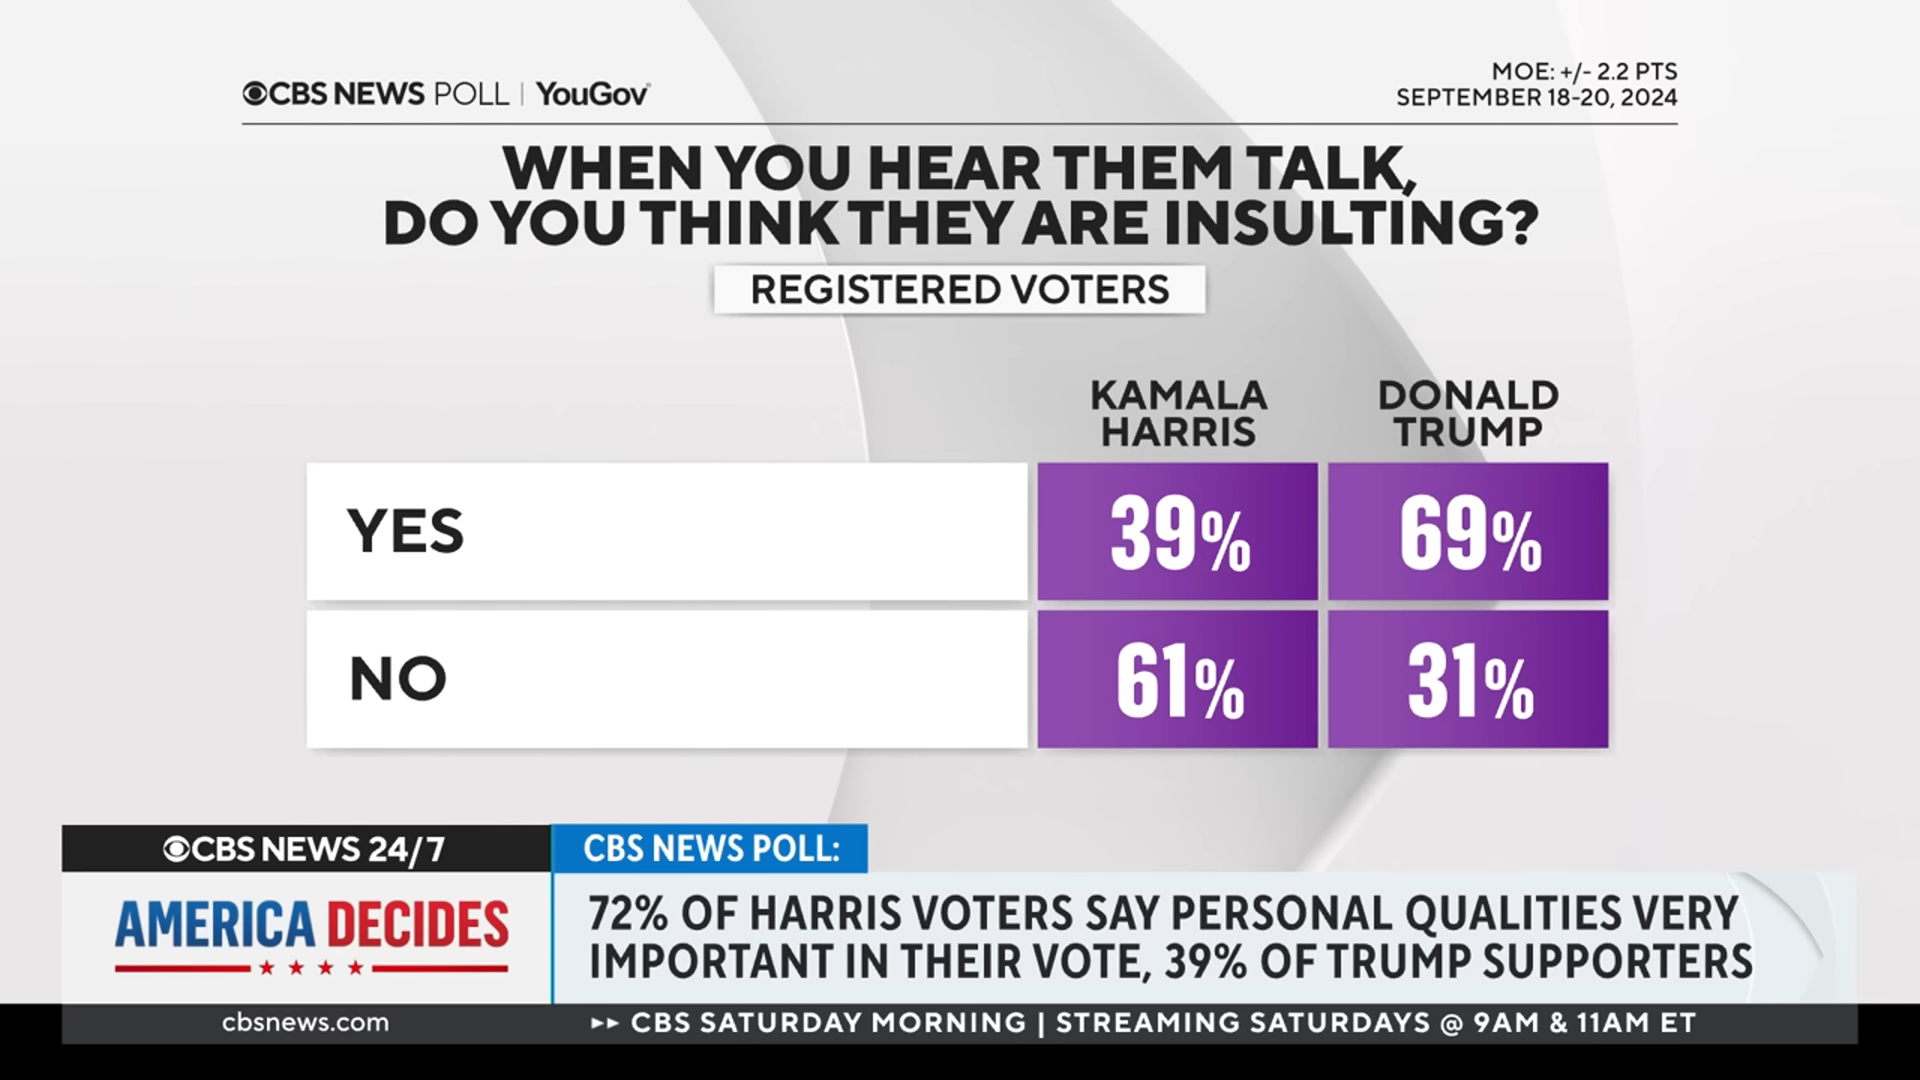 CBS NEWS POLL | YouGov
MOE: +/- 2.2 PTS
SEPTEMBER 18-20, 2024
WHEN YOU HEAR THEM TALK,
DO YOU THINK THEY ARE INSULTING?
REGISTERED VOTERS
KAMALA HARRIS
DONALD TRUMP
YES 39% 69%
NO 61% 31%
CBS NEWS 24/7
AMERICA DECIDES
CBS NEWS POLL:
72% OF HARRIS VOTERS SAY PERSONAL QUALITIES VERY
IMPORTANT IN THEIR VOTE, 39% OF TRUMP SUPPORTERS
cbsnews.com
CBS SATURDAY MORNING | STREAMING SATURDAYS @ 9AM & 11AM ET